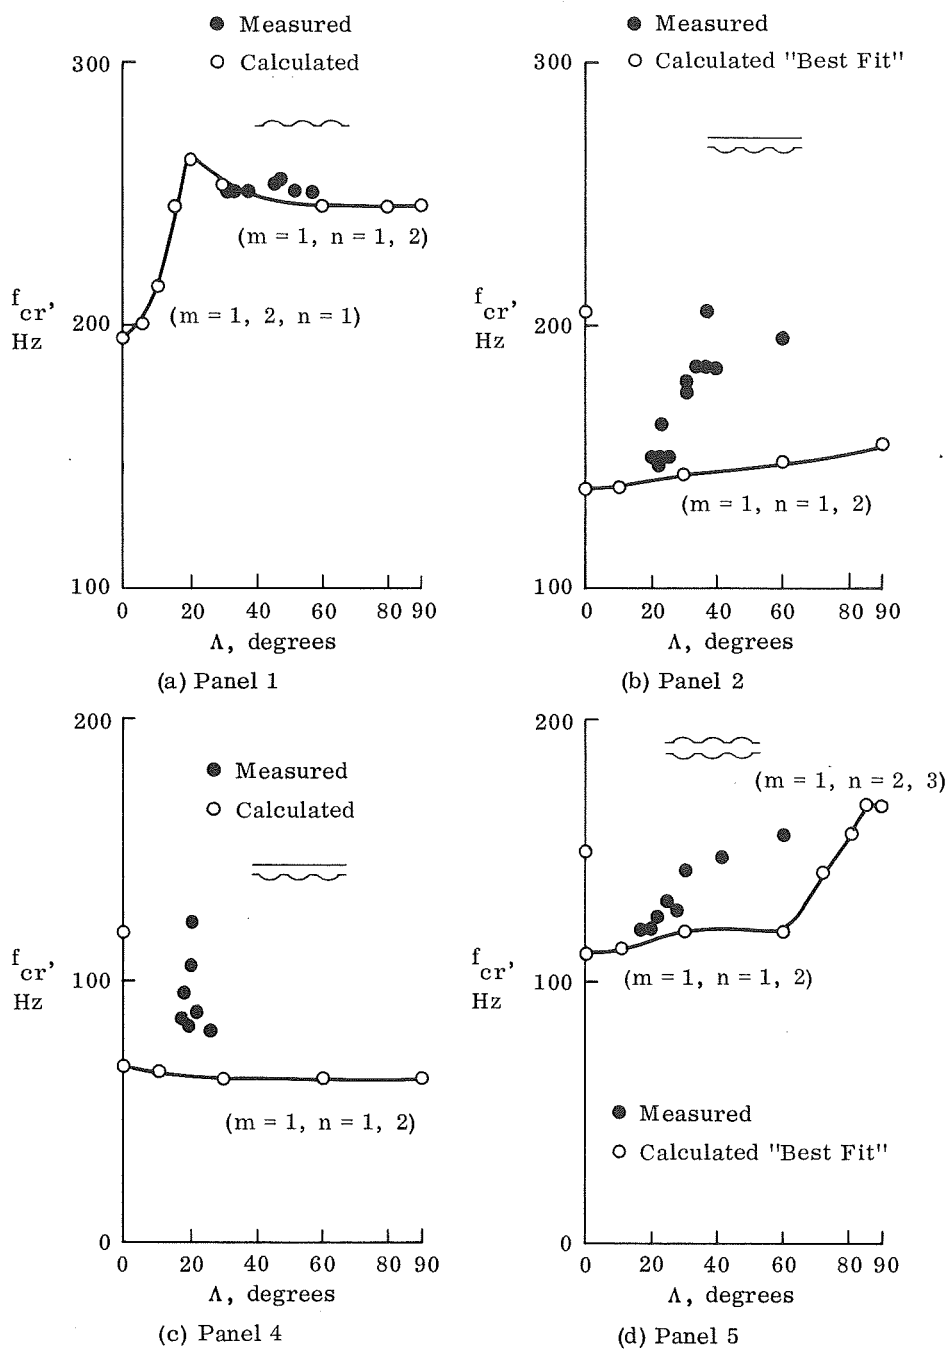 Measured
Calculated
300
f cr,
Hz
200
100
(m = 1, n = 1, 2)
(m = 1, 2, n = 1)
0 20 40 60 80 90
Λ, degrees
(a) Panel 1
Measured
Calculated "Best Fit"
300
f cr,
Hz
200
100
(m = 1, n = 1, 2)
0 20 40 60 80 90
Λ, degrees
(b) Panel 2
200
Measured
Calculated
f cr,
Hz
100
0
(m = 1, n = 1, 2)
0 20 40 60 80 90
Λ, degrees
(c) Panel 4
200
(m = 1, n = 2, 3)
f cr,
Hz
100
(m = 1, n = 1, 2)
Measured
Calculated "Best Fit"
0
0 20 40 60 80 90
Λ, degrees
(d) Panel 5